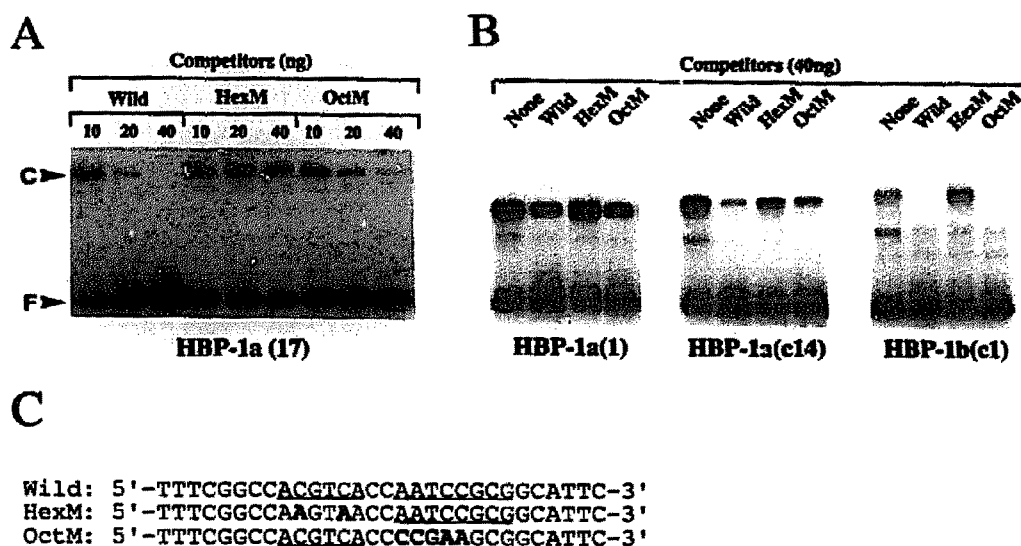 A
Competitors (ng)
Wild HexM OctM
10 20 40 10 20 40 10 20 40
C
F
HBP-1a (17)
B
Competitors (40ng)
None Wild HexM OctM None Wild HexM OctM None Wild HexM OctM
HBP-1a(1) HBP-1a(c14) HBP-1b(c1)
C
Wild: 5'-TTTCGGCCACGTCACCAATCCGCGGCATTC-3'
HexM: 5'-TTTCGGCCAAGTAACCAATCCGCGGCATTC-3'
OctM: 5'-TTTCGGCCACGTCACCCCGAAGCGGCATTC-3'